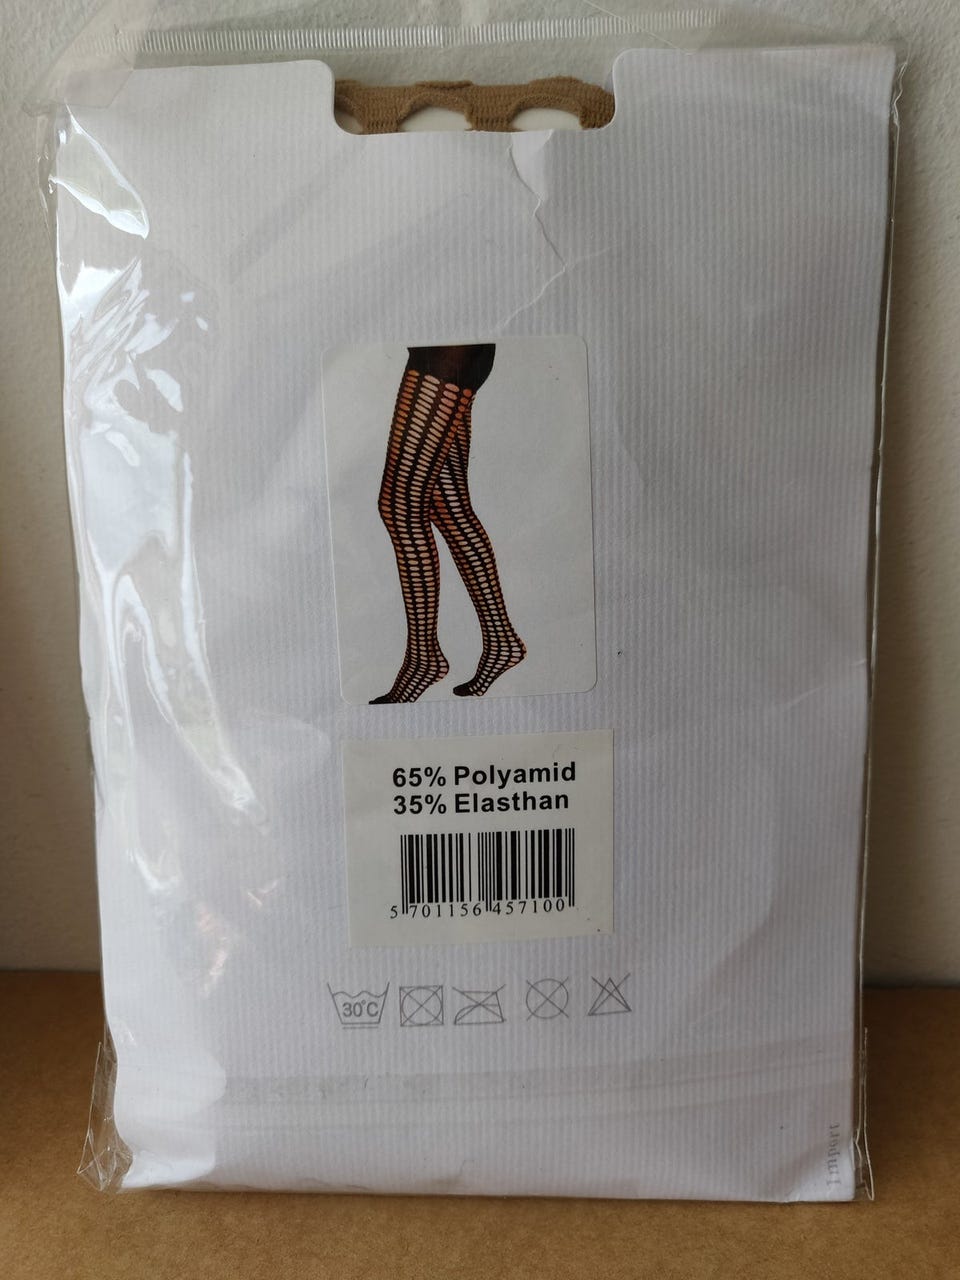 65% Polyamid
35% Elasthan
5 701156 457100
30°C
Import